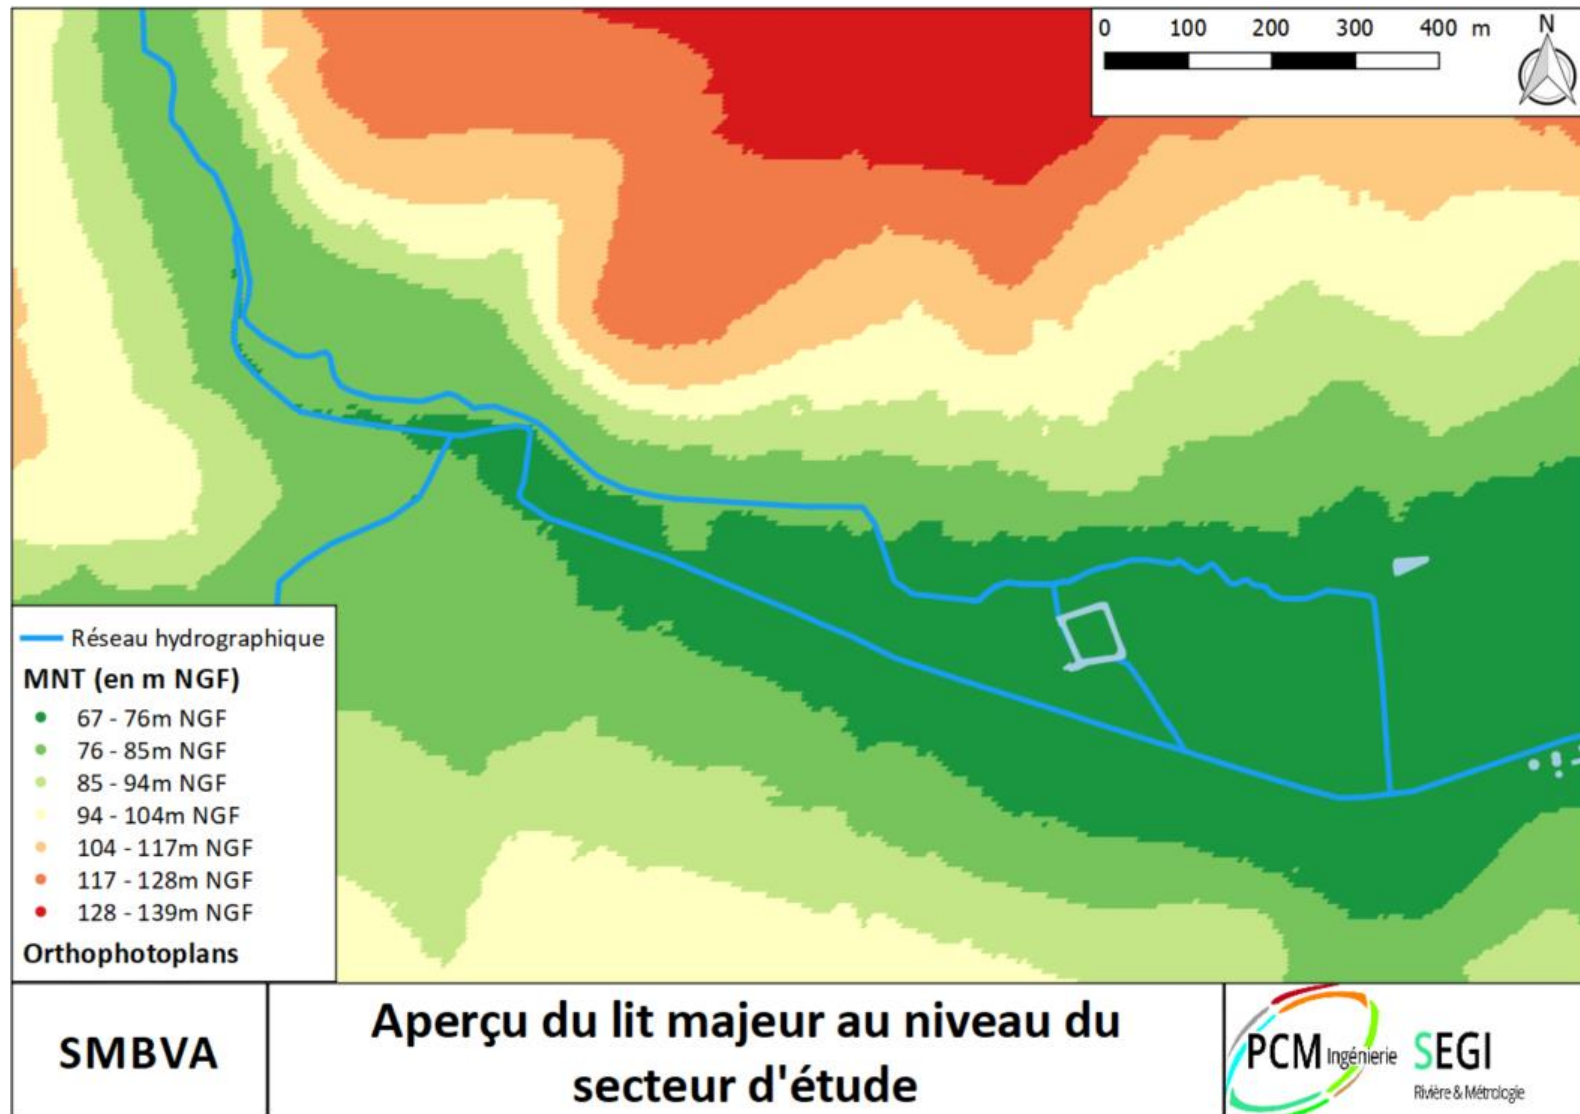 0 100 200 300 400 m
N
Réseau hydrographique
MNT (en m NGF)
67 - 76m NGF
76 - 85m NGF
85 - 94m NGF
94 - 104m NGF
104 - 117m NGF
117 - 128m NGF
128 - 139m NGF
Orthophotoplans
SMBVA
Aperçu du lit majeur au niveau du
secteur d'étude
PCM Ingénierie
SEGI
Rivière & Métrologie